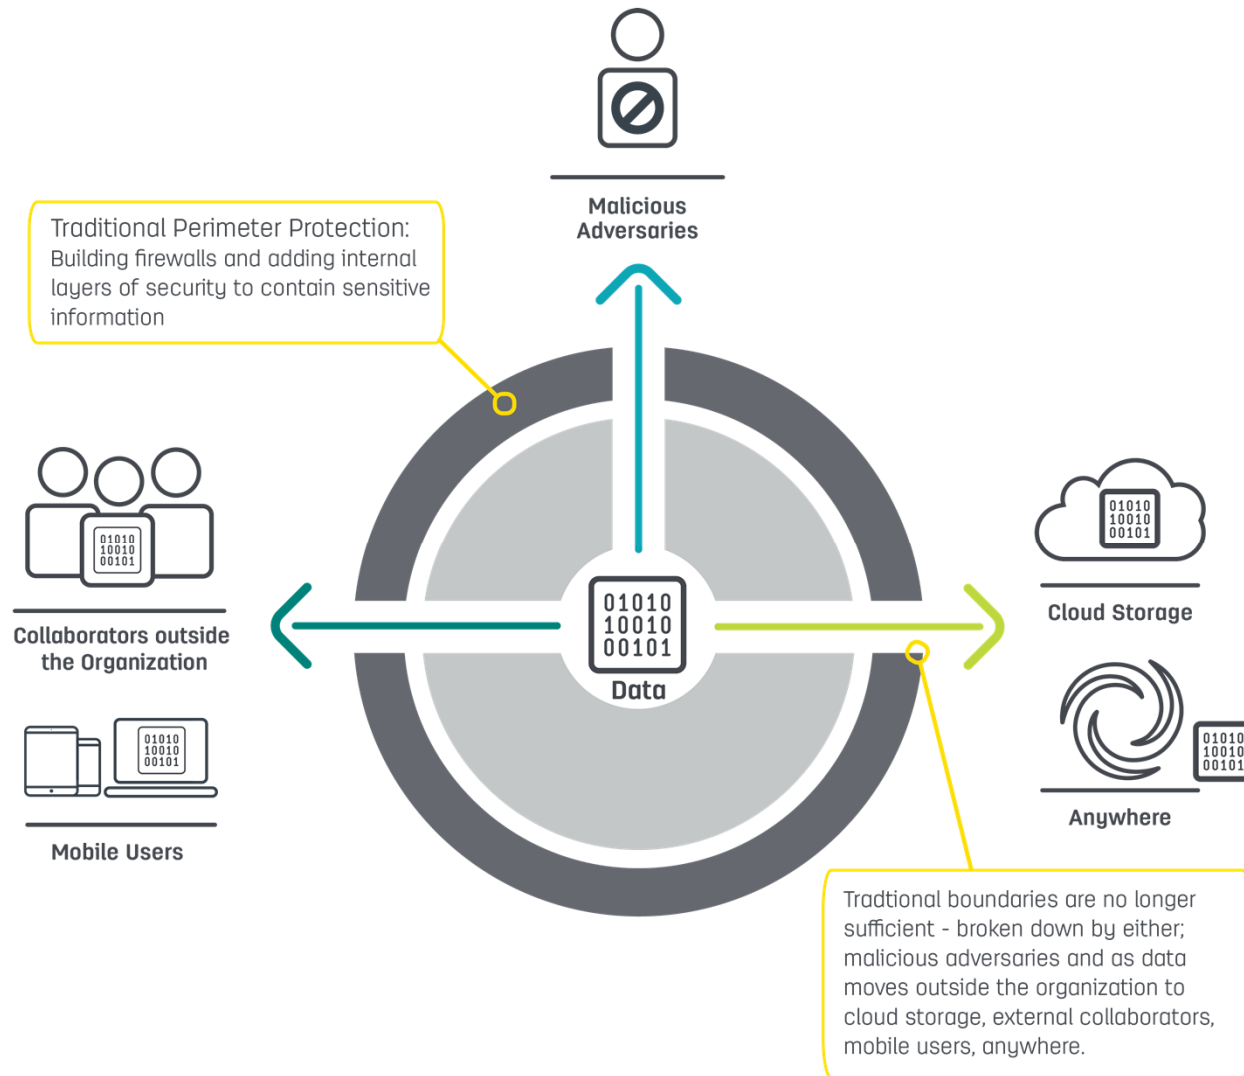 Malicious
Adversaries
Traditional Perimeter Protection:
Building firewalls and adding internal
layers of security to contain sensitive
information
01010
10010
00101
Collaborators outside
the Organization
01010
10010
00101
Mobile Users
01010
10010
00101
Data
01010
10010
00101
Cloud Storage
01010
10010
00101
Anywhere
Tradtional boundaries are no longer
sufficient - broken down by either;
malicious adversaries and as data
moves outside the organization to
cloud storage, external collaborators,
mobile users, anywhere.